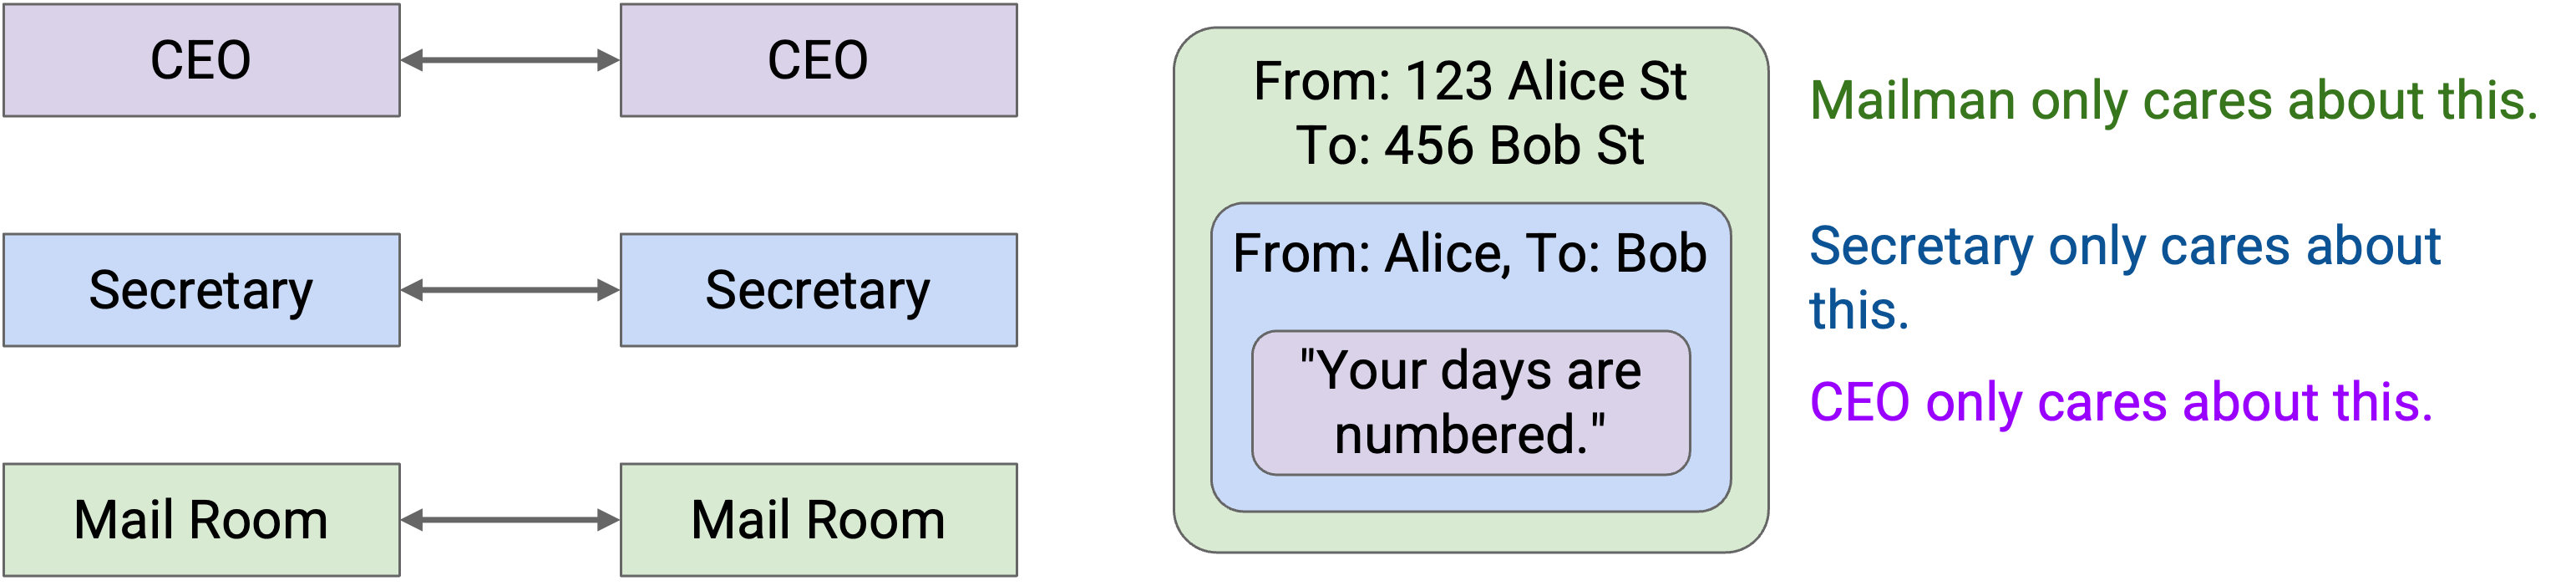 CEO
CEO
Secretary
Secretary
Mail Room
Mail Room
From: 123 Alice St
To: 456 Bob St
From: Alice, To: Bob
"Your days are
numbered."
Mailman only cares about this.
Secretary only cares about
this.
CEO only cares about this.